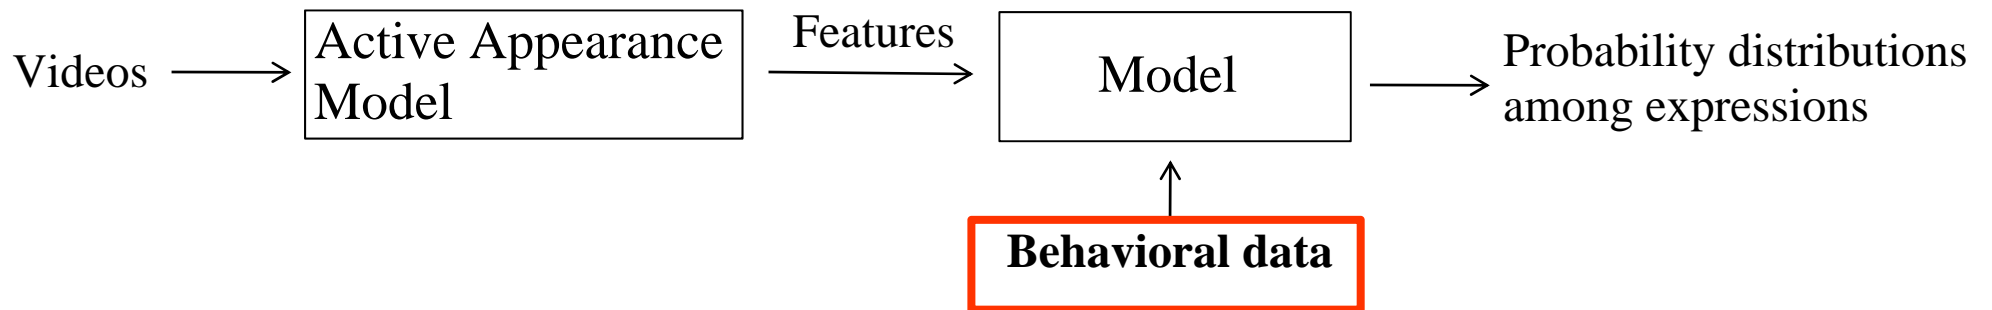 Videos
Active Appearance
Model
Features
Model
Probability distributions
among expressions
Behavioral data